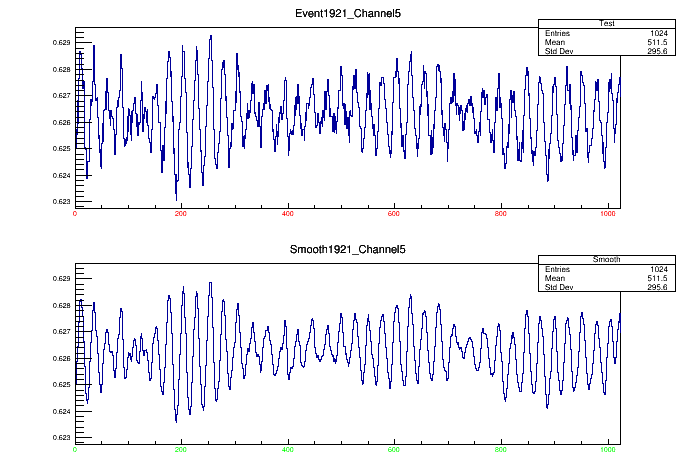 Event1921_Channel5
Test
Entries 1024
Mean 511.5
Std Dev 295.6
0.629
0.628
0.627
0.626
0.625
0.624
0.623
0 200 400 600 800 1000
Smooth1921_Channel5
Smooth
Entries 1024
Mean 511.5
Std Dev 295.6
0.629
0.628
0.627
0.626
0.625
0.624
0.623
0 200 400 600 800 1000